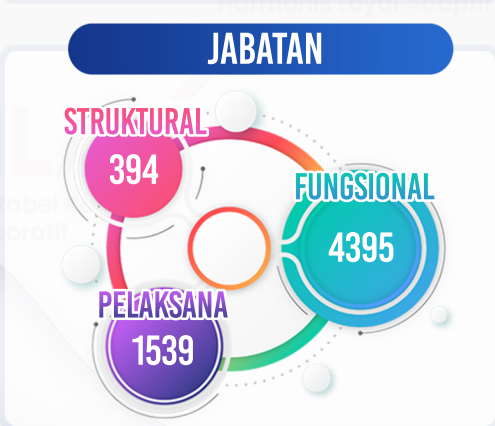 JABATAN
STRUKTURAL
394
FUNGSIONAL
4395
PELAKSANA
1539